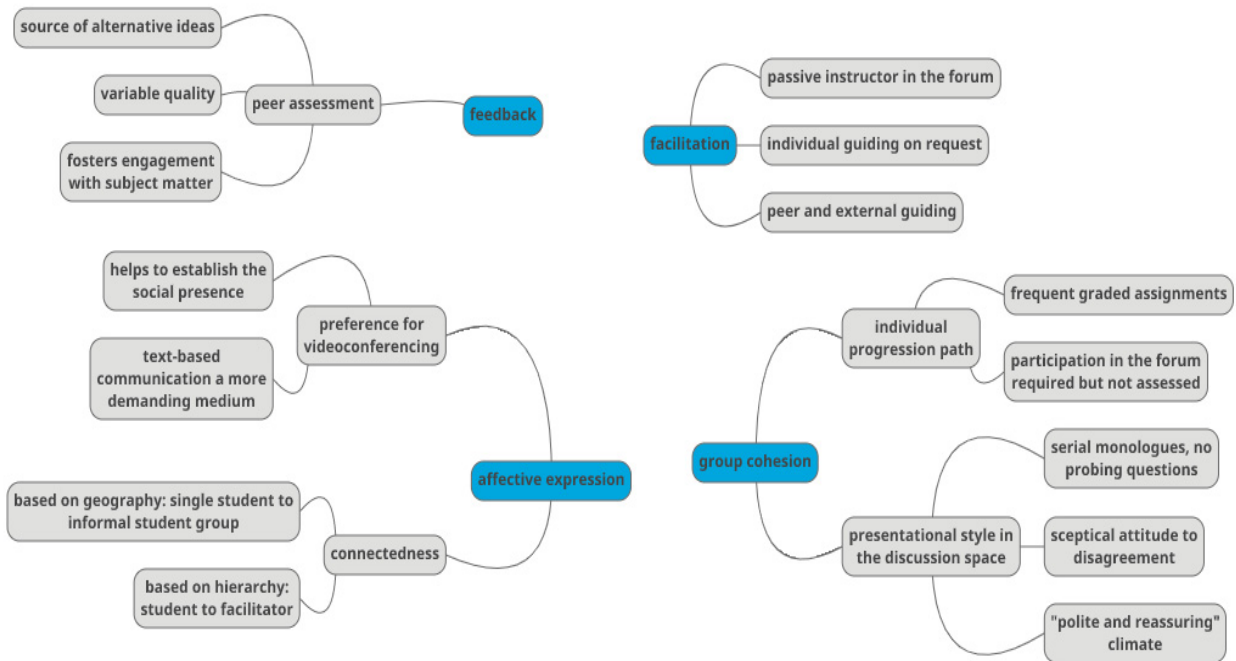 source of alternative ideas
variable quality
peer assessment
feedback
fosters engagement
with subject matter
passive instructor in the forum
facilitation
individual guiding on request
peer and external guiding
helps to establish the
social presence
preference for
videoconferencing
text-based
communication a more
demanding medium
affective expression
based on geography: single student to
informal student group
connectedness
based on hierarchy:
student to facilitator
frequent graded assignments
individual
progression path
participation in the forum
required but not assessed
group cohesion
serial monologues, no
probing questions
presentational style in
the discussion space
sceptical attitude to
disagreement
"polite and reassuring"
climate